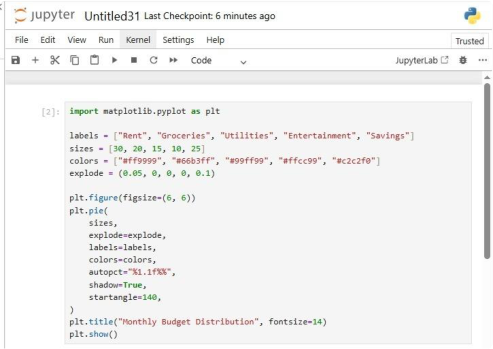 jupyter Untitled31 Last Checkpoint: 6 minutes ago
File Edit View Run Kernel Settings Help Trusted
Code JupyterLab
[2]: import matplotlib.pyplot as plt
labels = ["Rent", "Groceries", "Utilities", "Entertainment", "Savings"]
sizes = [30, 20, 15, 10, 25]
colors = ["#ff9999", "#66b3ff", "#99ff99", "#ffcc99", "#c2c2f0"]
explode = (0.05, 0, 0, 0, 0.1)
plt.figure(figsize=(6, 6))
plt.pie(
sizes,
explode=explode,
labels=labels,
colors=colors,
autopct="%1.1f%%",
shadow=True,
startangle=140,
)
plt.title("Monthly Budget Distribution", fontsize=14)
plt.show()